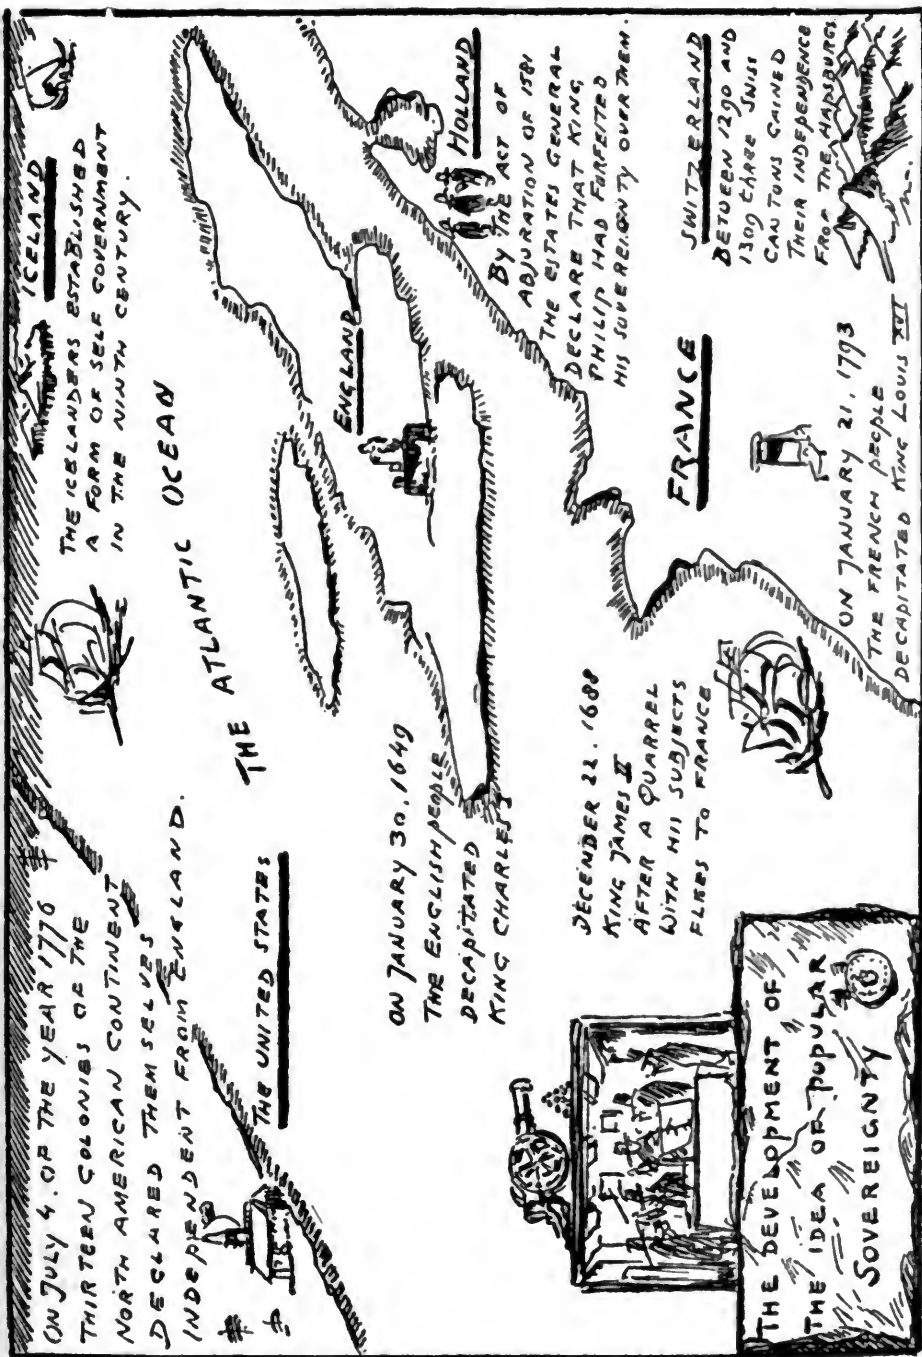 ON JULY 4. OF THE YEAR 1776
THIRTEEN COLONIES OF THE
NORTH AMERICAN CONTINENT
DECLARED THEMSELVES
INDEPENDENT FROM ENGLAND.
THE UNITED STATES
ICELAND
THE ICELANDERS ESTABLISHED
A FORM OF SELF GOVERNMENT
IN THE NINTH CENTURY.
THE ATLANTIC OCEAN
ENGLAND
ON JANUARY 30. 1649
THE ENGLISH PEOPLE
DECAPITATED
KING CHARLES I
HOLLAND
BY THE ACT OF
ABJURATION OF 1581
THE ESTATES GENERAL
DECLARE THAT KING
PHILIP HAD FORFEITED
HIS SOVEREIGNTY OVER THEM
DECEMBER 22. 1688
KING JAMES II
AFTER A QUARREL
WITH HIS SUBJECTS
FLEES TO FRANCE
FRANCE
ON JANUARY 21. 1793
THE FRENCH PEOPLE
DECAPITATED KING LOUIS XVI
SWITZERLAND
BETWEEN 1290 AND
1309 THREE SWISS
CANTONS GAINED
THEIR INDEPENDENCE
FROM THE HAPSBURGS
THE DEVELOPMENT OF
THE IDEA OF POPULAR
SOVEREIGNTY